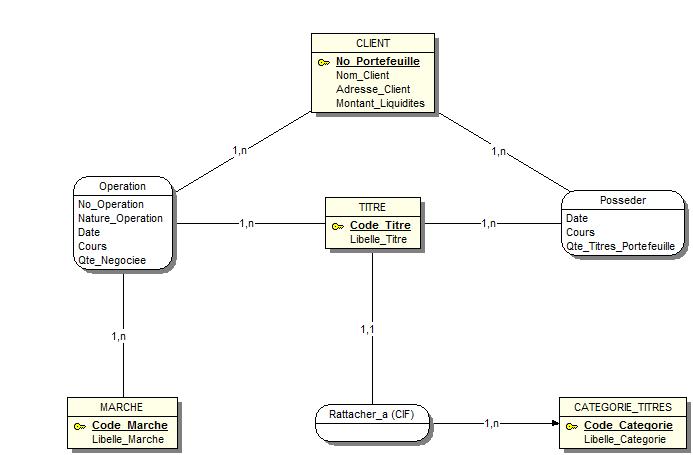 CLIENT
No_Portefeuille
Nom_Client
Adresse_Client
Montant_Liquidites
1,n
1,n
Operation
No_Operation
Nature_Operation
Date
Cours
Qte_Negociee
1,n
TITRE
Code_Titre
Libelle_Titre
1,n
Posseder
Date
Cours
Qte_Titres_Portefeuille
1,n
1,1
MARCHE
Code_Marche
Libelle_Marche
Rattacher_a (CIF)
1,n
CATEGORIE_TITRES
Code_Categorie
Libelle_Categorie